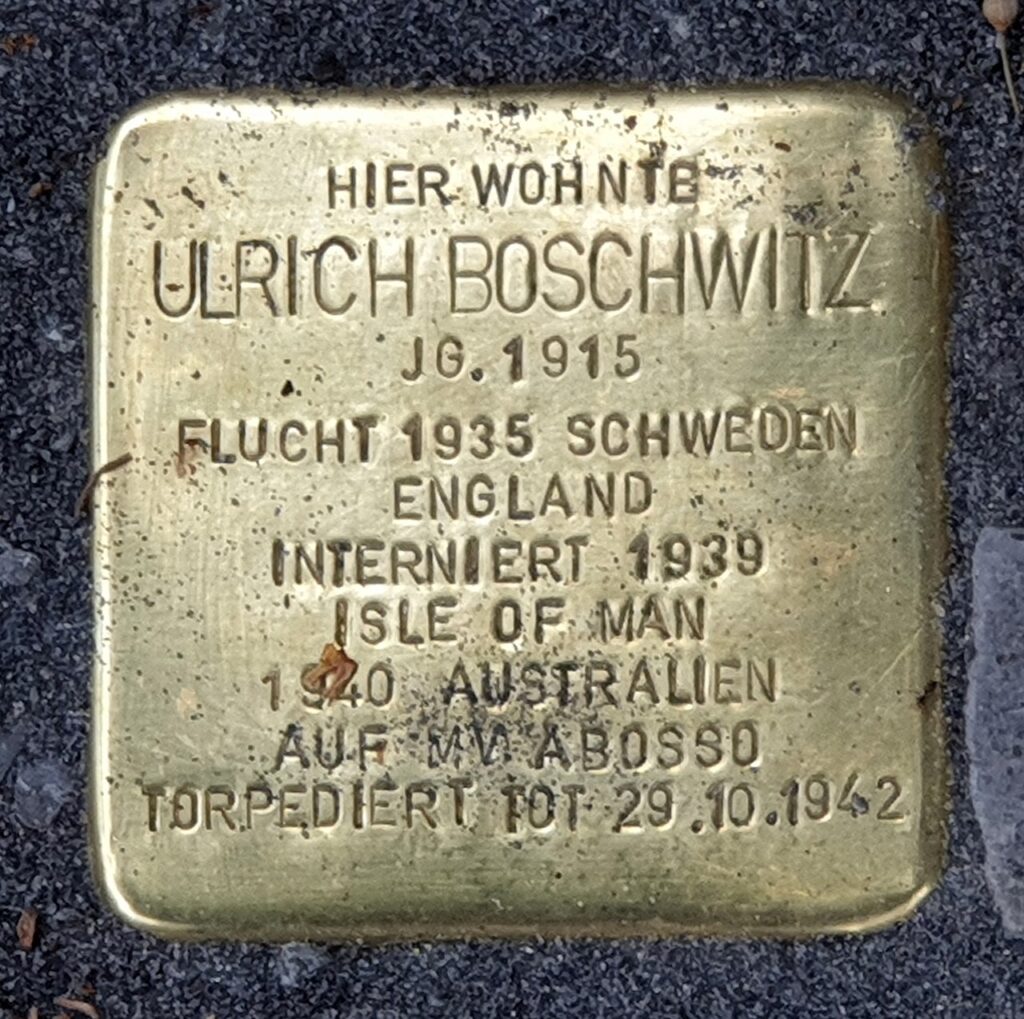 HIER WOHNTE
ULRICH BOSCHWITZ
JG. 1915
FLUCHT 1935 SCHWEDEN
ENGLAND
INTERNIERT 1939
ISLE OF MAN
1940 AUSTRALIEN
AUF MV ABOSSO
TORPEDIERT TOT 29.10.1942